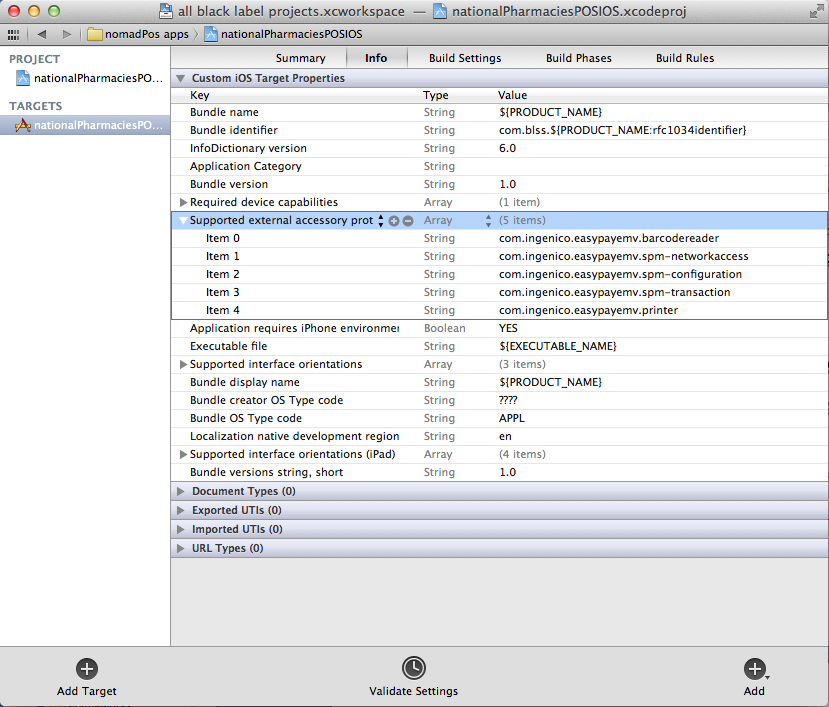 all black label projects.xcworkspace — nationalPharmaciesPOSIOS.xcodeproj
nomadPos apps nationalPharmaciesPOSIOS
PROJECT
nationalPharmaciesPO...
TARGETS
nationalPharmaciesPO...
Summary Info Build Settings Build Phases Build Rules
Custom iOS Target Properties
Key Type Value
Bundle name String ${PRODUCT_NAME}
Bundle identifier String com.blss.${PRODUCT_NAME:rfc1034identifier}
InfoDictionary version String 6.0
Application Category String
Bundle version String 1.0
Required device capabilities Array (1 item)
Supported external accessory prot Array (5 items)
Item 0 String com.ingenico.easypayemv.barcodereader
Item 1 String com.ingenico.easypayemv.spm-networkaccess
Item 2 String com.ingenico.easypayemv.spm-configuration
Item 3 String com.ingenico.easypayemv.spm-transaction
Item 4 String com.ingenico.easypayemv.printer
Application requires iPhone environmer Boolean YES
Executable file String ${EXECUTABLE_NAME}
Supported interface orientations Array (3 items)
Bundle display name String ${PRODUCT_NAME}
Bundle creator OS Type code String ????
Bundle OS Type code String APPL
Localization native development region String en
Supported interface orientations (iPad) Array (4 items)
Bundle versions string, short String 1.0
Document Types (0)
Exported UTIs (0)
Imported UTIs (0)
URL Types (0)
Add Target Validate Settings Add